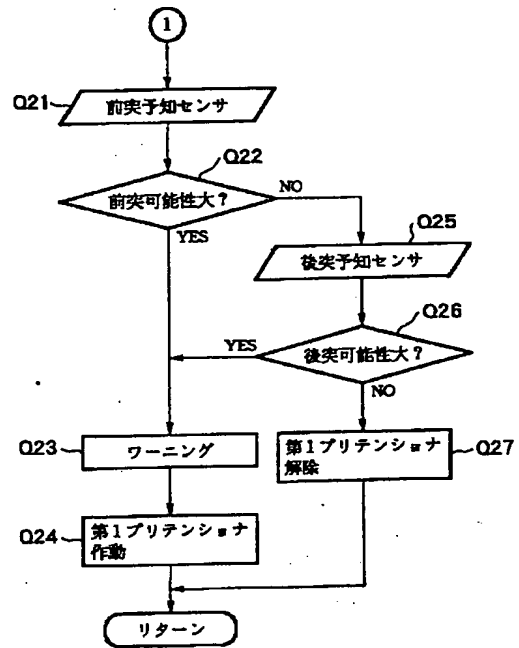 1
Q21
前突予知センサ
Q22
前突可能性大?
NO
YES
Q25
後突予知センサ
Q26
後突可能性大?
YES
NO
Q23
ワーニング
第1プリテンショナ
解除
Q27
Q24
第1プリテンショナ
作動
リターン